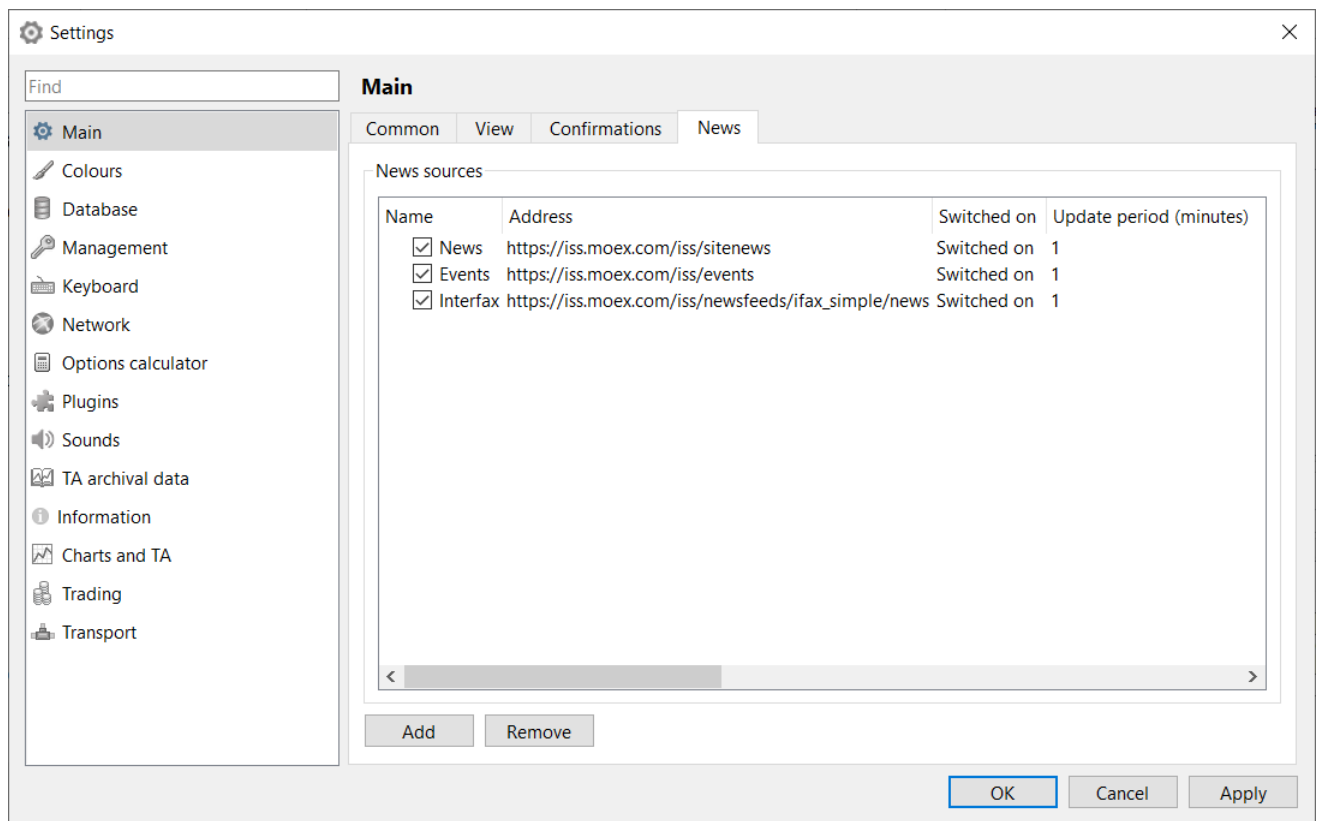 Settings
Find
Main
Colours
Database
Management
Keyboard
Network
Options calculator
Plugins
Sounds
TA archival data
Information
Charts and TA
Trading
Transport
Main
Common View Confirmations News
News sources
Name Address Switched on Update period (minutes)
News https://iss.moex.com/iss/sitenews Switched on 1
Events https://iss.moex.com/iss/events Switched on 1
Interfax https://iss.moex.com/iss/newsfeeds/ifax_simple/news Switched on 1
Add Remove
OK Cancel Apply